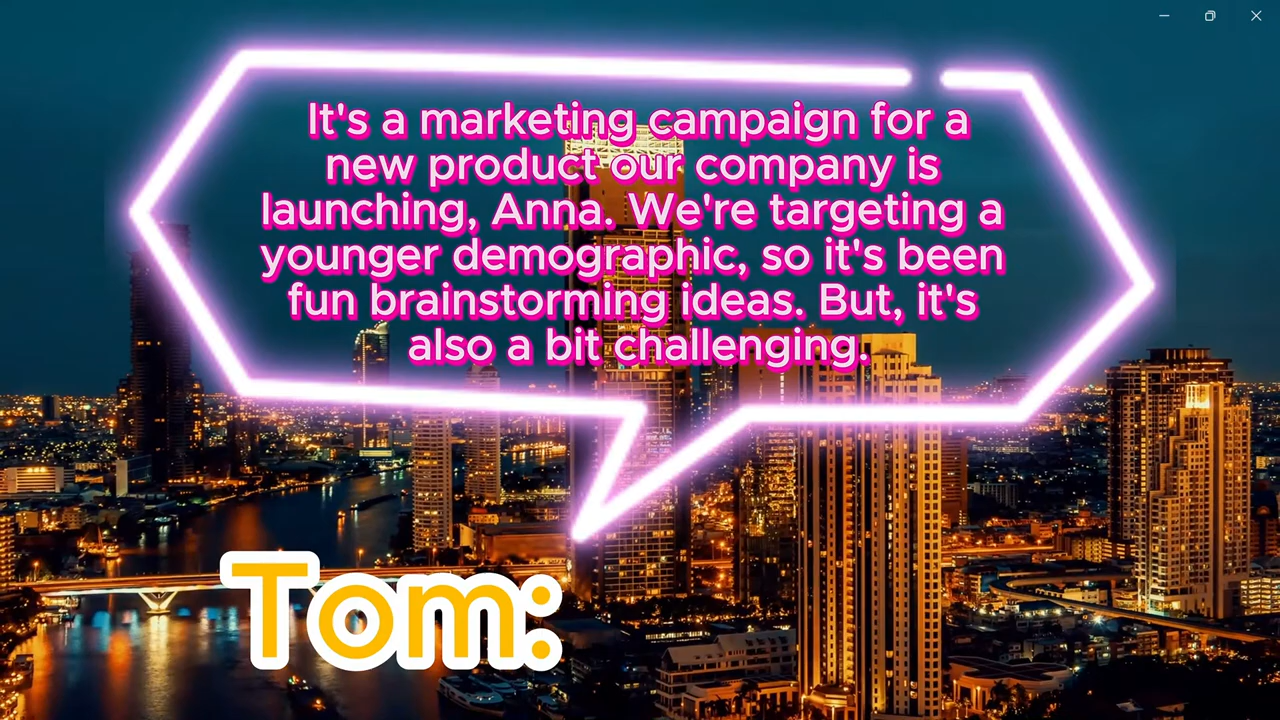 It's a marketing campaign for a
new product our company is
launching, Anna. We're targeting a
younger demographic, so it's been
fun brainstorming ideas. But, it's
also a bit challenging.
Tom: